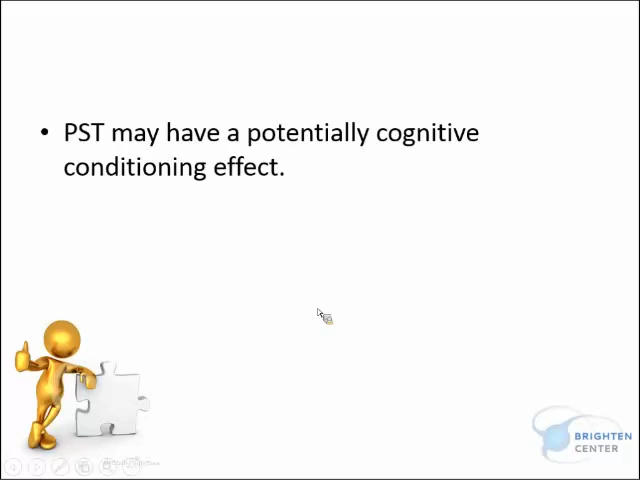 • PST may have a potentially cognitive
conditioning effect.
BRIGHTEN
CENTER